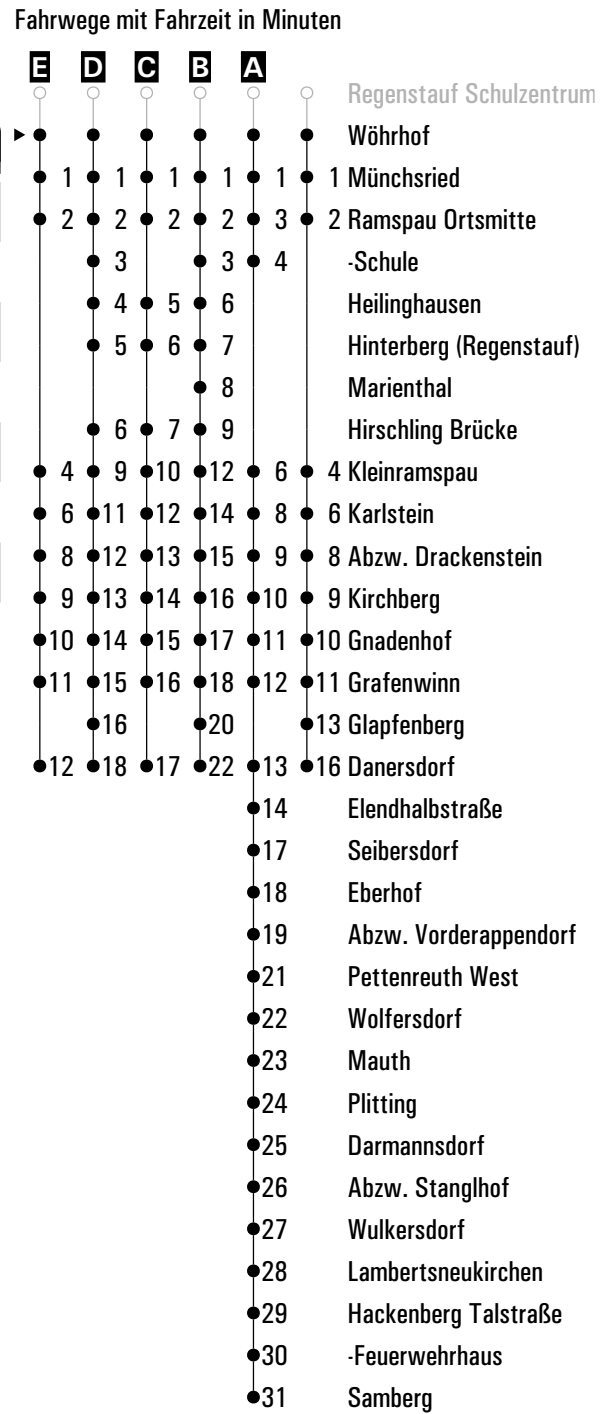 Fahrwege mit Fahrzeit in Minuten
E D C B A
Regenstauf Schulzentrum
Wöhrhof
1 1 1 1 1 1 Münchsried
2 2 2 2 3 2 Ramspau Ortsmitte
3 3 4 -Schule
4 5 6 Heilinghausen
5 6 7 Hinterberg (Regenstauf)
8 Marienthal
6 7 9 Hirschling Brücke
4 9 10 12 6 4 Kleinramspau
6 11 12 14 8 6 Karlstein
8 12 13 15 9 8 Abzw. Drackenstein
9 13 14 16 10 9 Kirchberg
10 14 15 17 11 10 Gnadenhof
11 15 16 18 12 11 Grafenwinn
16 20 13 Glapfenberg
12 18 17 22 13 16 Danersdorf
14 Elendhalbstraße
17 Seibersdorf
18 Eberhof
19 Abzw. Vorderappendorf
21 Pettenreuth West
22 Wolfersdorf
23 Mauth
24 Plitting
25 Darmannsdorf
26 Abzw. Stanglhof
27 Wulkersdorf
28 Lambertsneukirchen
29 Hackenberg Talstraße
30 -Feuerwehrhaus
31 Samberg